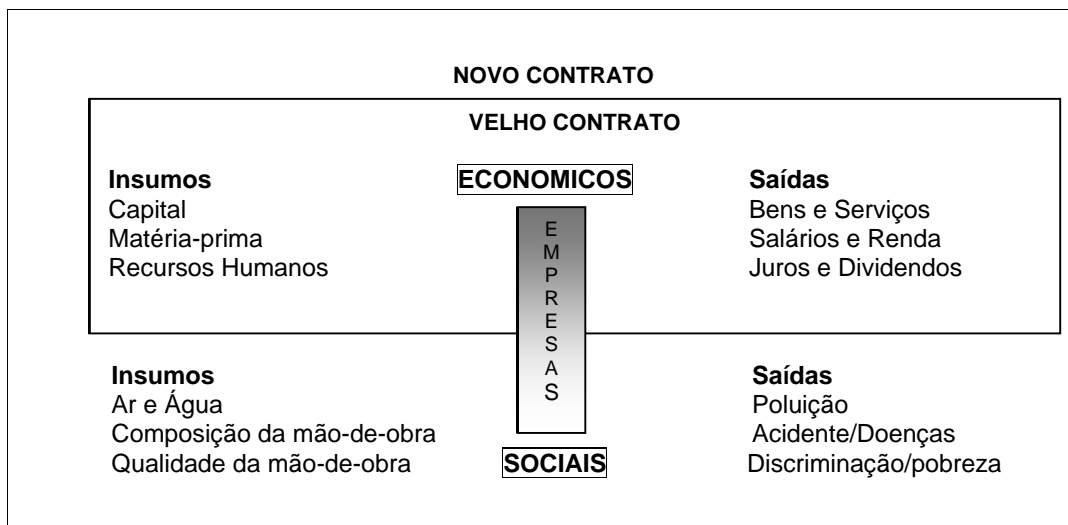 NOVO CONTRATO
VELHO CONTRATO
Insumos
Capital
Matéria-prima
Recursos Humanos
ECONOMICOS
EMPRESAS
Saídas
Bens e Serviços
Salários e Renda
Juros e Dividendos
Insumos
Ar e Água
Composição da mão-de-obra
Qualidade da mão-de-obra
SOCIAIS
Saídas
Poluição
Acidente/Doenças
Discriminação/pobreza